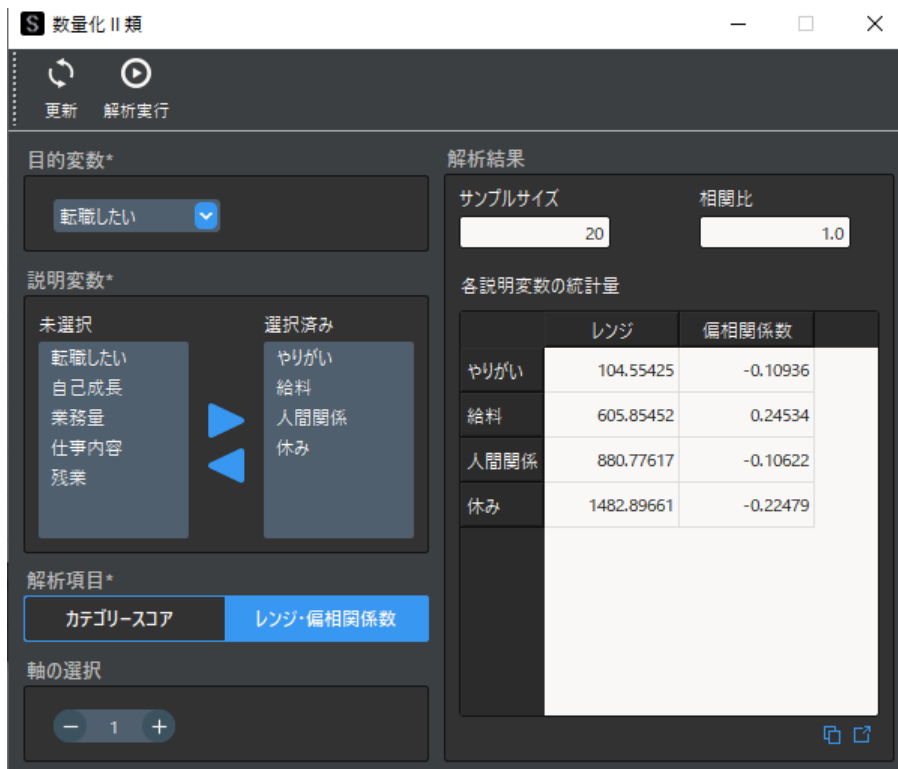 S 数量化 II 類
更新 解析実行
目的変数*
転職したい
説明変数*
未選択 選択済み
転職したい やりがい
自己成長 給料
業務量 人間関係
仕事内容 休み
残業
解析項目*
カテゴリースコア レンジ・偏相関係数
軸の選択
1
解析結果
サンプルサイズ 相関比
20 1.0
各説明変数の統計量
レンジ 偏相関係数
やりがい 104.55425 -0.10936
給料 605.85452 0.24534
人間関係 880.77617 -0.10622
休み 1482.89661 -0.22479